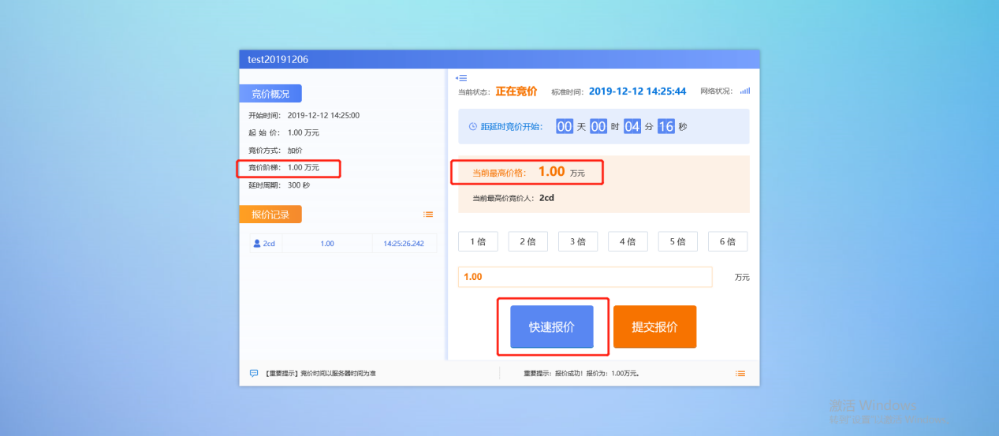 test20191206
竞价概况
开始时间: 2019-12-12 14:25:00
起 始 价: 1.00 万元
竞价方式: 加价
竞价阶梯: 1.00 万元
延时周期: 300 秒
报价记录
2cd 1.00 14:25:26.242
当前状态: 正在竞价 标准时间: 2019-12-12 14:25:44 网络状况:
距延时竞价开始: 00 天 00 时 04 分 16 秒
当前最高价格: 1.00 万元
当前最高价竞价人: 2cd
1 倍 2 倍 3 倍 4 倍 5 倍 6 倍
1.00 万元
快速报价 提交报价
【重要提示】竞价时间以服务器时间为准
重要提示: 报价成功! 报价为: 1.00万元。
激活 Windows